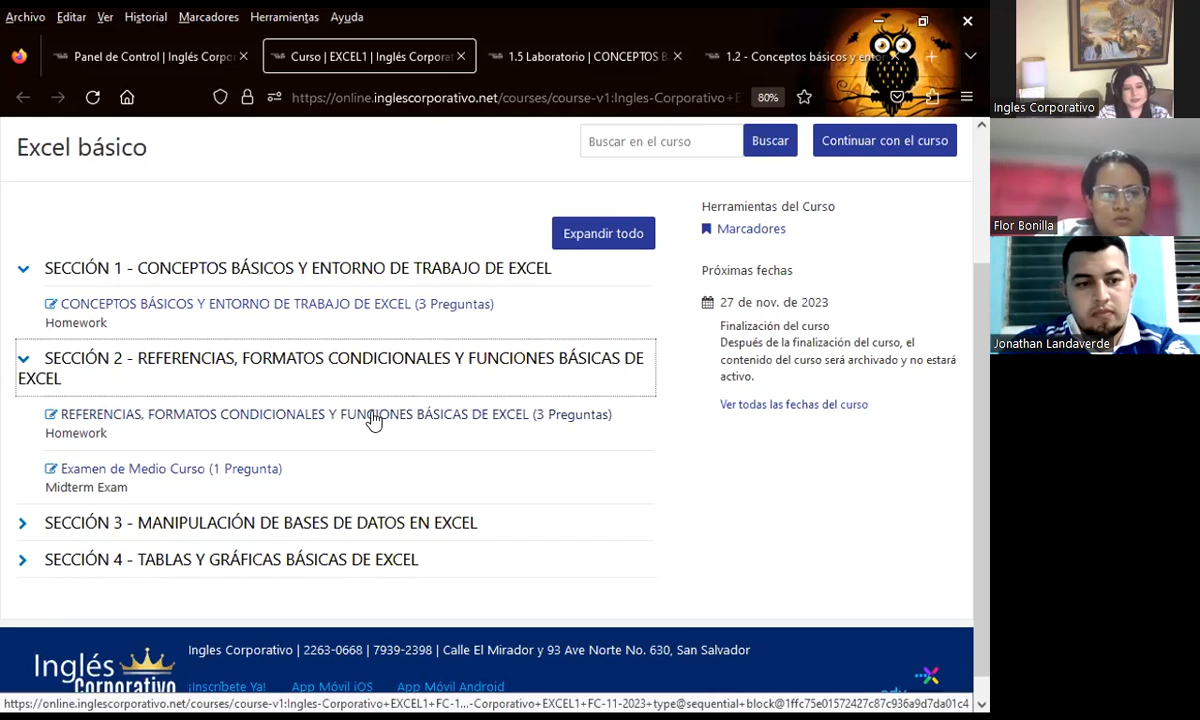 Archivo Editar Ver Historial Marcadores Herramientas Ayuda
Panel de Control | Inglés Corpor
Curso | EXCEL1 | Inglés Corporat
1.5 Laboratorio | CONCEPTOS B
1.2 - Conceptos básicos y ento
https://online.inglescorporativo.net/courses/course-v1:Ingles-Corporativo+E
80%
Excel básico
Buscar en el curso
Buscar
Continuar con el curso
Expandir todo
SECCIÓN 1 - CONCEPTOS BÁSICOS Y ENTORNO DE TRABAJO DE EXCEL
CONCEPTOS BÁSICOS Y ENTORNO DE TRABAJO DE EXCEL (3 Preguntas)
Homework
SECCIÓN 2 - REFERENCIAS, FORMATOS CONDICIONALES Y FUNCIONES BÁSICAS DE
EXCEL
REFERENCIAS, FORMATOS CONDICIONALES Y FUNCIONES BÁSICAS DE EXCEL (3 Preguntas)
Homework
Examen de Medio Curso (1 Pregunta)
Midterm Exam
SECCIÓN 3 - MANIPULACIÓN DE BASES DE DATOS EN EXCEL
SECCIÓN 4 - TABLAS Y GRÁFICAS BÁSICAS DE EXCEL
Herramientas del Curso
Marcadores
Próximas fechas
27 de nov. de 2023
Finalización del curso
Después de la finalización del curso, el
contenido del curso será archivado y no estará
activo.
Ver todas las fechas del curso
Inglés
Corporativo
Ingles Corporativo | 2263-0668 | 7939-2398 | Calle El Mirador y 93 Ave Norte No. 630, San Salvador
¡Inscríbete Ya! App Móvil iOS App Móvil Android
https://online.inglescorporativo.net/courses/course-v1:Ingles-Corporativo+EXCEL1+FC-1...-Corporativo+EXCEL1+FC-11-2023+type@sequential+block@1ffc75e01572427c87c936a9d7da01c4
Ingles Corporativo
Flor Bonilla
Jonathan Landaverde